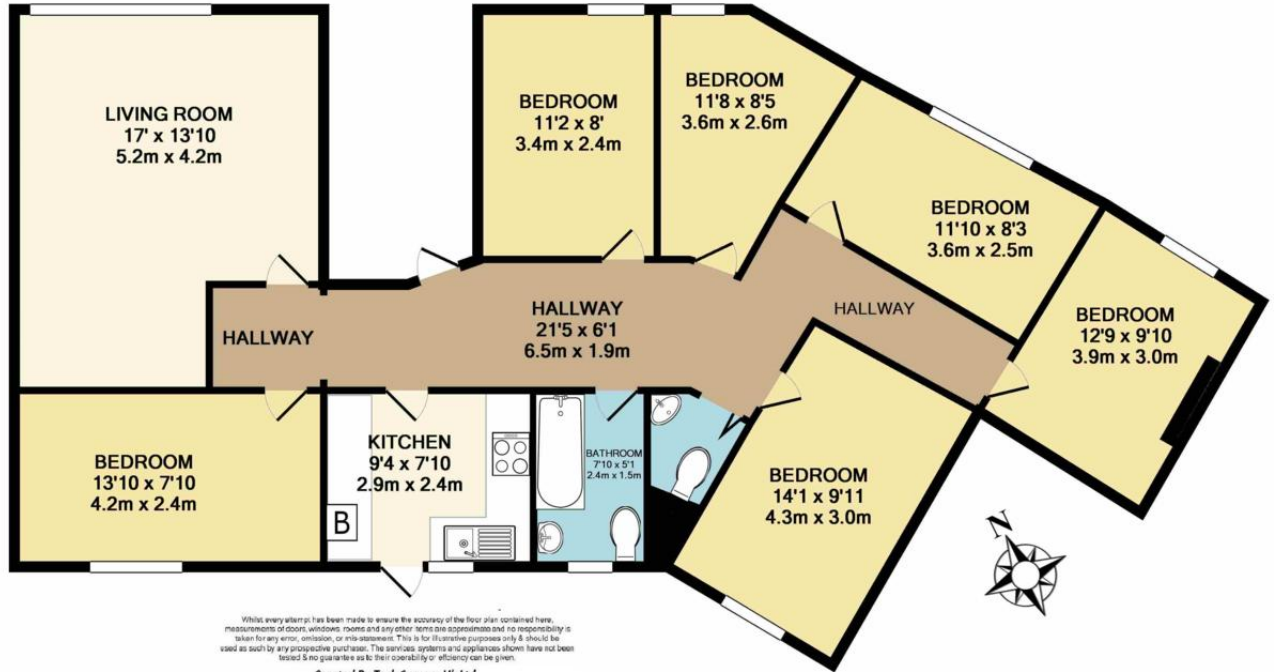 LIVING ROOM
17' x 13'10
5.2m x 4.2m
BEDROOM
11'2 x 8'
3.4m x 2.4m
BEDROOM
11'8 x 8'5
3.6m x 2.6m
BEDROOM
11'10 x 8'3
3.6m x 2.5m
BEDROOM
12'9 x 9'10
3.9m x 3.0m
HALLWAY
HALLWAY
21'5 x 6'1
6.5m x 1.9m
HALLWAY
BEDROOM
13'10 x 7'10
4.2m x 2.4m
KITCHEN
9'4 x 7'10
2.9m x 2.4m
B
BATHROOM
7'10 x 5'1
2.4m x 1.5m
BEDROOM
14'1 x 9'11
4.3m x 3.0m
N
Whilst every attempt has been made to ensure the accuracy of the floor plan contained here,
measurements of doors, windows, rooms and any other items are approximate and no responsibility is
taken for any error, omission, or mis-statement. This is for illustrative purposes only & should be
used as such by any prospective purchaser. The services, systems and appliances shown have not been
tested & no guarantee as to their operability or efficiency can be given.